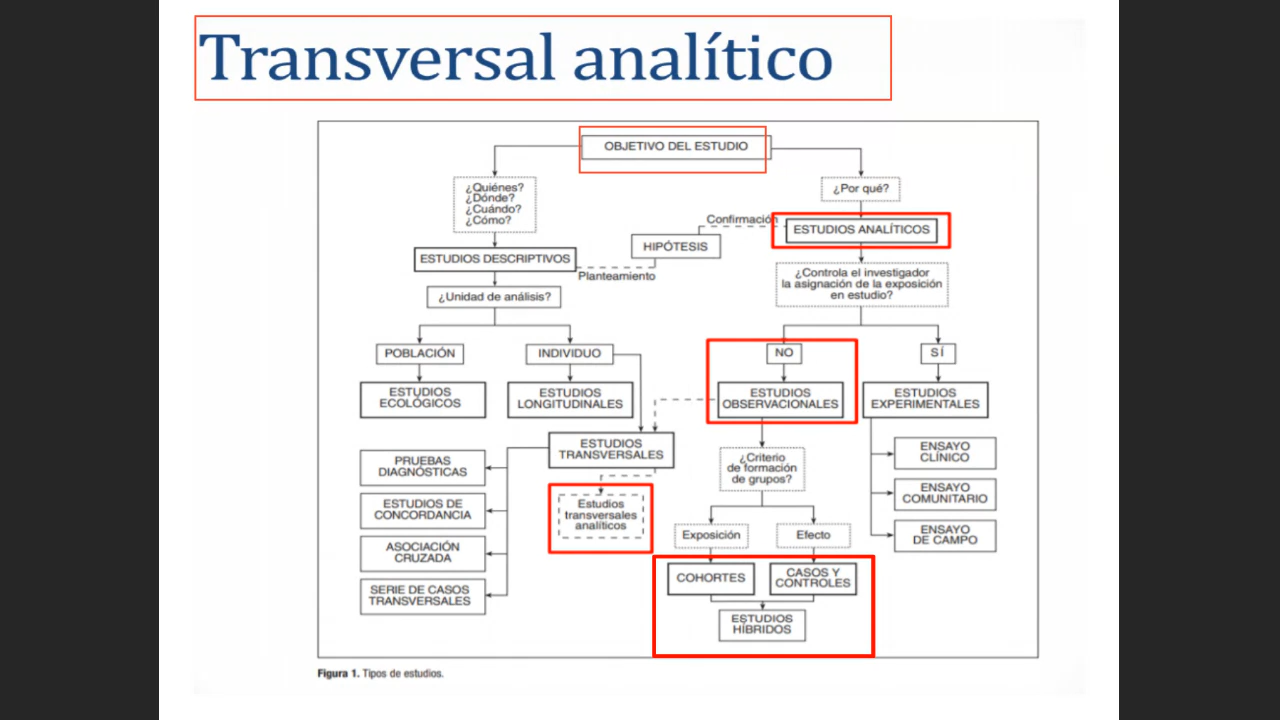 Transversal analítico
OBJETIVO DEL ESTUDIO
¿Quiénes?
¿Dónde?
¿Cuándo?
¿Cómo?
¿Por qué?
Confirmación
ESTUDIOS ANALÍTICOS
HIPÓTESIS
ESTUDIOS DESCRIPTIVOS
Planteamiento
¿Controla el investigador
la asignación de la exposición
en estudio?
¿Unidad de análisis?
POBLACIÓN
INDIVIDUO
NO
SÍ
ESTUDIOS
ECOLÓGICOS
ESTUDIOS
LONGITUDINALES
ESTUDIOS
OBSERVACIONALES
ESTUDIOS
EXPERIMENTALES
ESTUDIOS
TRANSVERSALES
PRUEBAS
DIAGNÓSTICAS
ESTUDIOS DE
CONCORDANCIA
ASOCIACIÓN
CRUZADA
SERIE DE CASOS
TRANSVERSALES
Estudios
transversales
analíticos
¿Criterio
de formación
de grupos?
Exposición
Efecto
COHORTES
CASOS Y
CONTROLES
ESTUDIOS
HÍBRIDOS
ENSAYO
CLÍNICO
ENSAYO
COMUNITARIO
ENSAYO
DE CAMPO
Figura 1. Tipos de estudios.